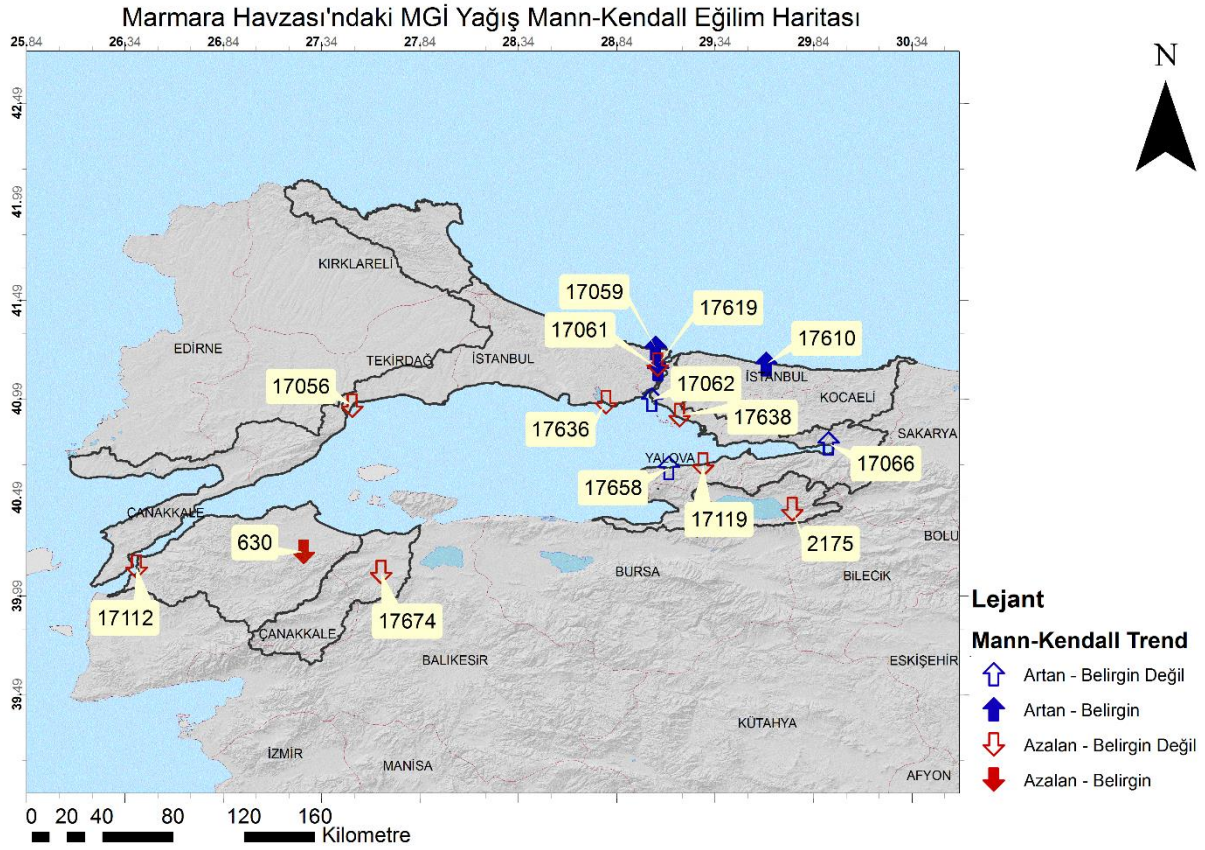 Marmara Havzası'ndaki MGİ Yağış Mann-Kendall Eğilim Haritası
25,84 26,34 26,84 27,34 27,84 28,34 28,84 29,34 29,84 30,34
N
42,49
41,99
KIRKLARELİ
41,49
17059
17619
17061
17610
EDİRNE
TEKİRDAĞ
İSTANBUL
17056
17062
İSTANBUL
40,99
KOCAELİ
17636
17638
SAKARYA
YALOVA
17066
40,49
17658
17119
ÇANAKKALE
2175
630
BOLU
BURSA
BİLECİK
39,99
17112
17674
ÇANAKKALE
BALIKESİR
ESKİŞEHİR
39,49
KÜTAHYA
İZMİR
MANİSA
AFYON
Lejant
Mann-Kendall Trend
Artan - Belirgin Değil
Artan - Belirgin
Azalan - Belirgin Değil
Azalan - Belirgin
0 20 40 80 120 160
Kilometre